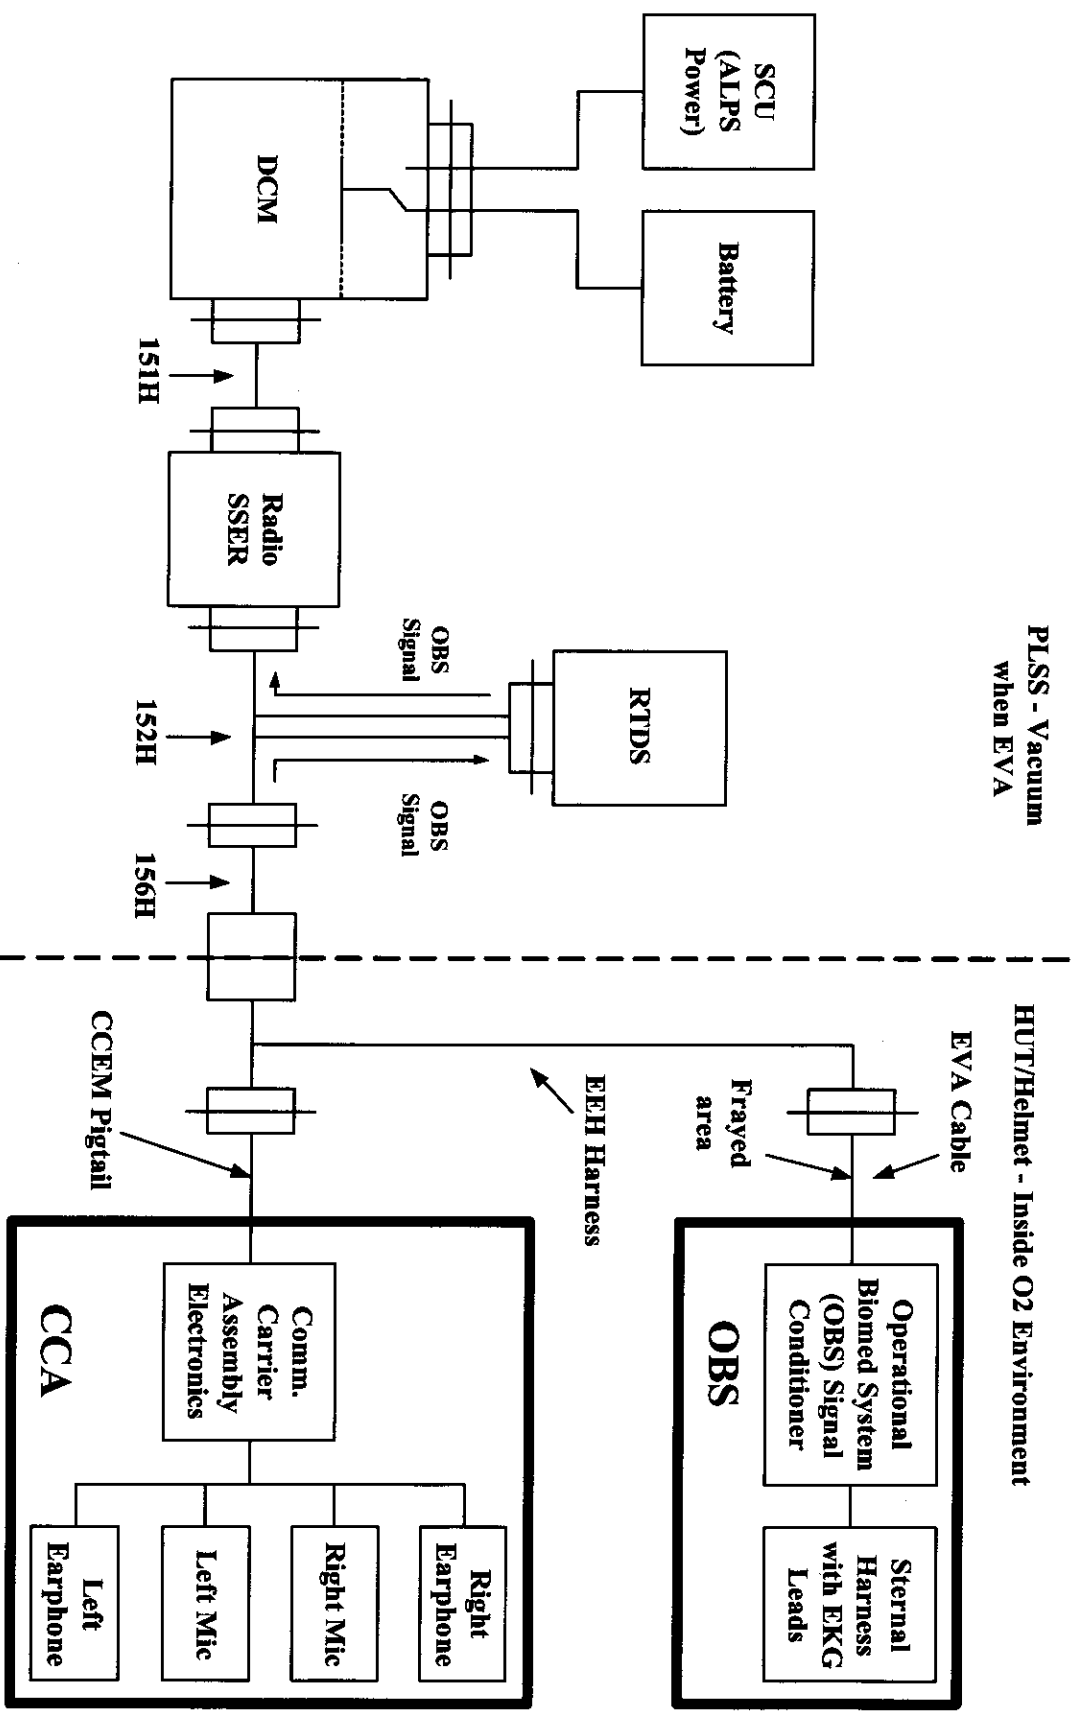 PLSS - Vacuum
when EVA
HUT/Helmet - Inside O2 Environment
SCU
(ALPS
Power)
Battery
DCM
151H
Radio
SSER
RTDS
OBS
Signal
OBS
Signal
152H
156H
EVA Cable
Frayed
area
EEH Harness
CCEM Pigtail
Operational
Biomed System
(OBS) Signal
Conditioner
Sternal
Harness
with EKG
Leads
OBS
Comm.
Carrier
Assembly
Electronics
Right
Earphone
Right Mic
Left Mic
Left
Earphone
CCA